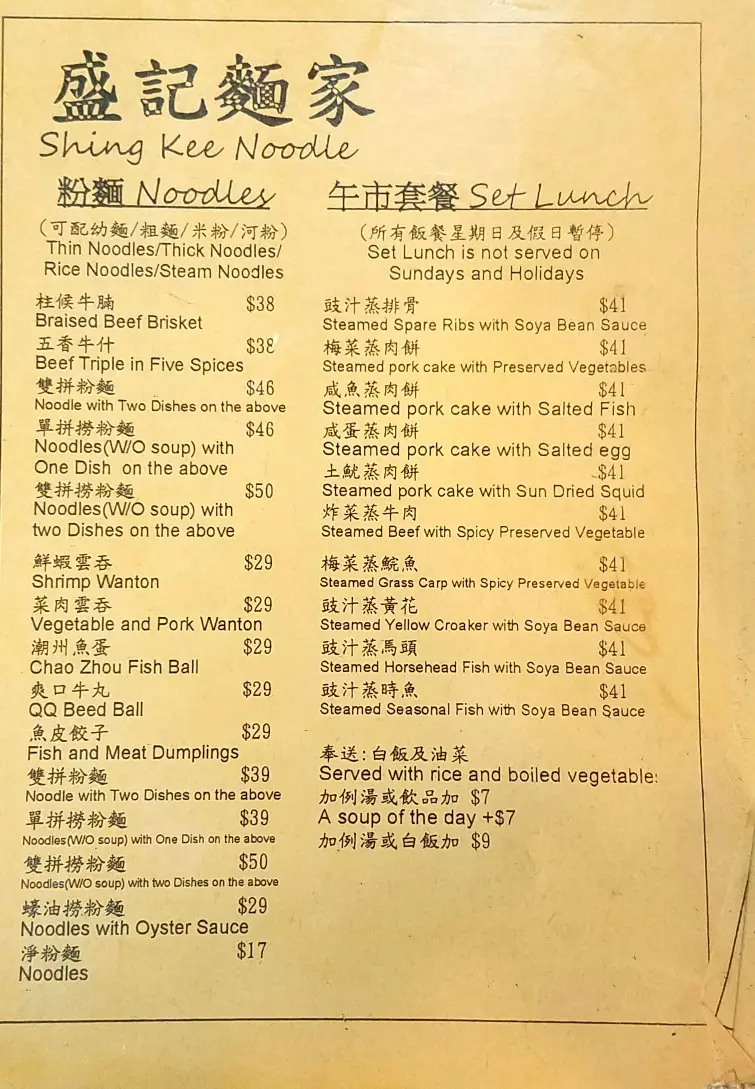 盛記麵家
Shing Kee Noodle
粉麵 Noodles
(可配幼麵/粗麵/米粉/河粉)
Thin Noodles/Thick Noodles/
Rice Noodles/Steam Noodles
柱候牛腩 $38
Braised Beef Brisket
五香牛什 $38
Beef Triple in Five Spices
雙拼粉麵 $46
Noodle with Two Dishes on the above
單拼撈粉麵 $46
Noodles(W/O soup) with
One Dish on the above
雙拼撈粉麵 $50
Noodles(W/O soup) with
two Dishes on the above
鮮蝦雲吞 $29
Shrimp Wanton
菜肉雲吞 $29
Vegetable and Pork Wanton
潮州魚蛋 $29
Chao Zhou Fish Ball
爽口牛丸 $29
QQ Beed Ball
魚皮餃子 $29
Fish and Meat Dumplings
雙拼粉麵 $39
Noodle with Two Dishes on the above
單拼撈粉麵 $39
Noodles(W/O soup) with One Dish on the above
雙拼撈粉麵 $50
Noodles(W/O soup) with two Dishes on the above
蠔油撈粉麵 $29
Noodles with Oyster Sauce
淨粉麵 $17
Noodles
午市套餐 Set Lunch
(所有飯餐星期日及假日暫停)
Set Lunch is not served on
Sundays and Holidays
豉汁蒸排骨 $41
Steamed Spare Ribs with Soya Bean Sauce
梅菜蒸肉餅 $41
Steamed pork cake with Preserved Vegetables
咸魚蒸肉餅 $41
Steamed pork cake with Salted Fish
咸蛋蒸肉餅 $41
Steamed pork cake with Salted egg
土魷蒸肉餅 $41
Steamed pork cake with Sun Dried Squid
炸菜蒸牛肉 $41
Steamed Beef with Spicy Preserved Vegetable
梅菜蒸鯇魚 $41
Steamed Grass Carp with Spicy Preserved Vegetable
豉汁蒸黃花 $41
Steamed Yellow Croaker with Soya Bean Sauce
豉汁蒸馬頭 $41
Steamed Horsehead Fish with Soya Bean Sauce
豉汁蒸時魚 $41
Steamed Seasonal Fish with Soya Bean Sauce
奉送:白飯及油菜
Served with rice and boiled vegetables
加例湯或飲品加 $7
A soup of the day +$7
加例湯或白飯加 $9